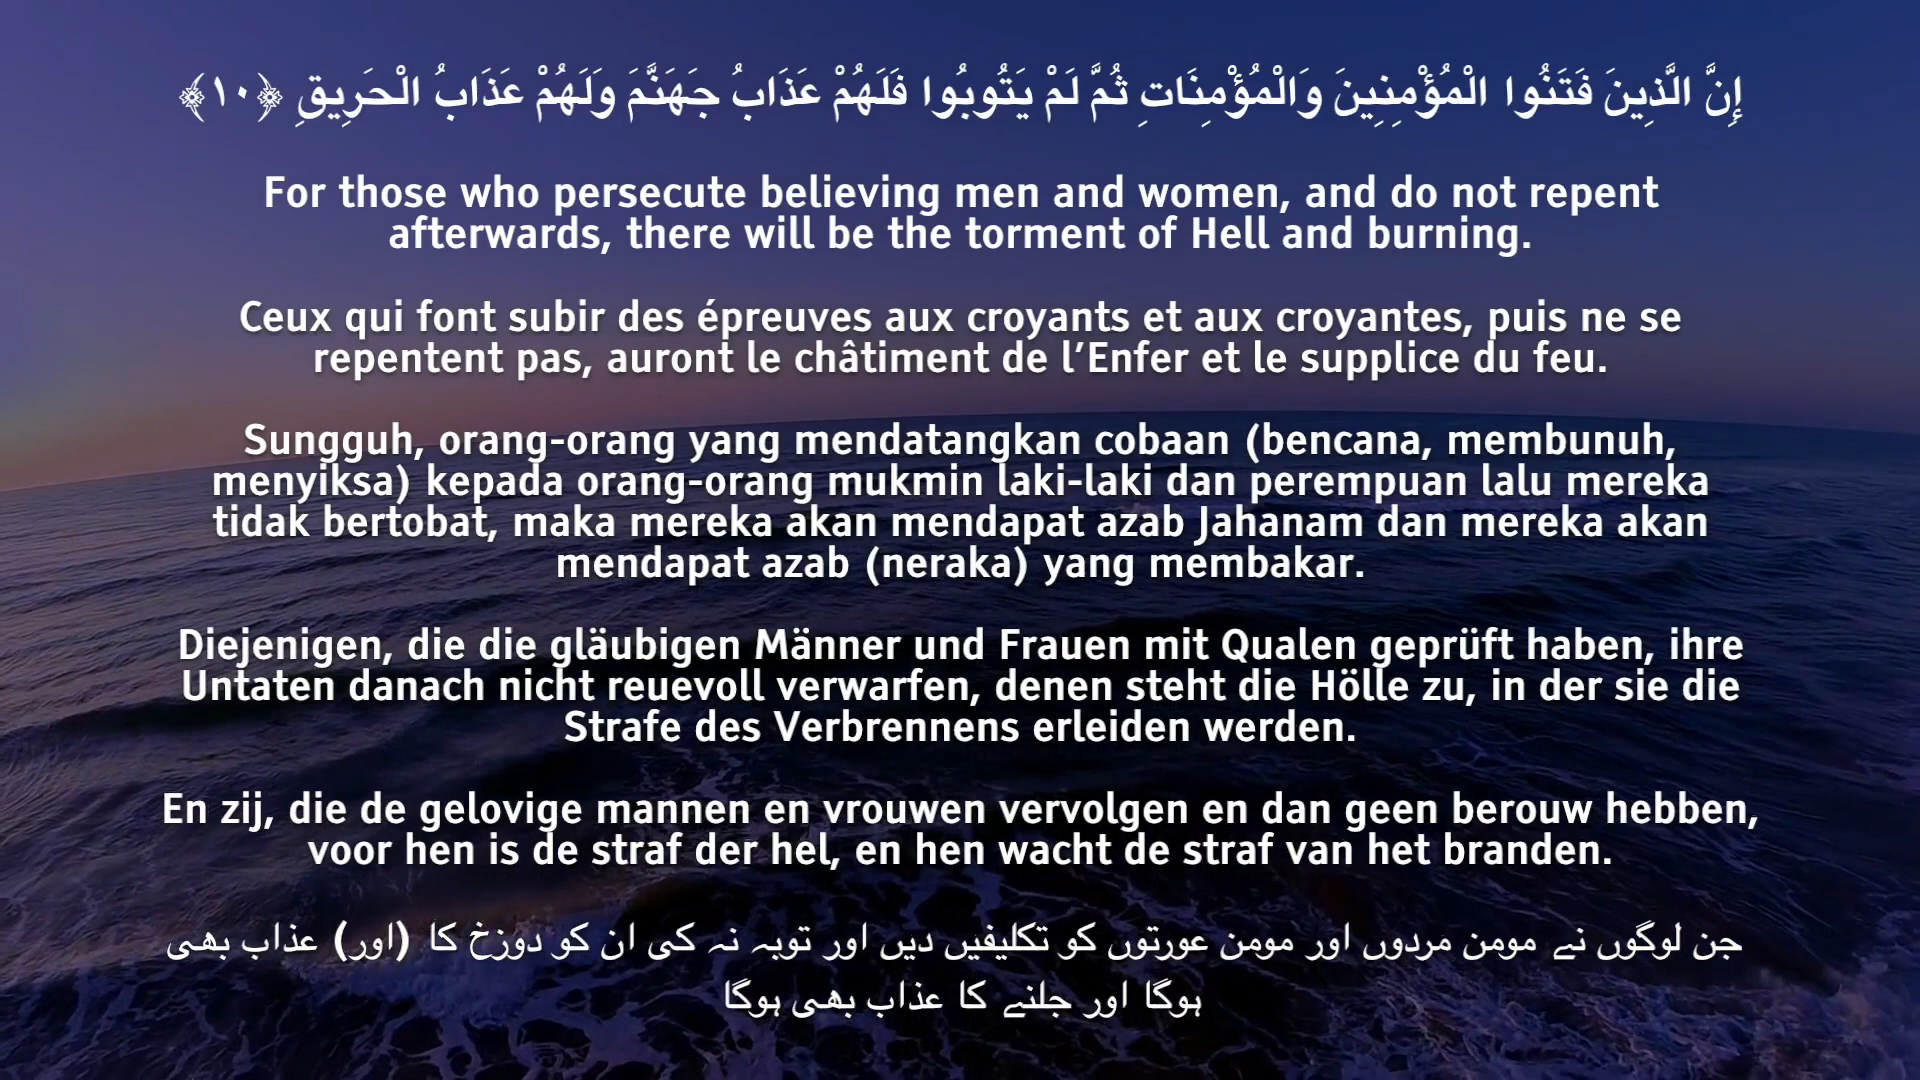 إِنَّ الَّذِينَ فَتَنُوا الْمُؤْمِنِينَ وَالْمُؤْمِنَاتِ ثُمَّ لَمْ يَتُوبُوا فَلَهُمْ عَذَابُ جَهَنَّمَ وَلَهُمْ عَذَابُ الْحَرِيقِ ﴿١٠﴾
For those who persecute believing men and women, and do not repent
afterwards, there will be the torment of Hell and burning.
Ceux qui font subir des épreuves aux croyants et aux croyantes, puis ne se
repentent pas, auront le châtiment de l’Enfer et le supplice du feu.
Sungguh, orang-orang yang mendatangkan cobaan (bencana, membunuh,
menyiksa) kepada orang-orang mukmin laki-laki dan perempuan lalu mereka
tidak bertobat, maka mereka akan mendapat azab Jahanam dan mereka akan
mendapat azab (neraka) yang membakar.
Diejenigen, die die gläubigen Männer und Frauen mit Qualen geprüft haben, ihre
Untaten danach nicht reuevoll verwarfen, denen steht die Hölle zu, in der sie die
Strafe des Verbrennens erleiden werden.
En zij, die de gelovige mannen en vrouwen vervolgen en dan geen berouw hebben,
voor hen is de straf der hel, en hen wacht de straf van het branden.
جن لوگوں نے مومن مردوں اور مومن عورتوں کو تکلیفیں دیں اور توبہ نہ کی ان کو دوزخ کا (اور) عذاب بھی
ہوگا اور جلنے کا عذاب بھی ہوگا